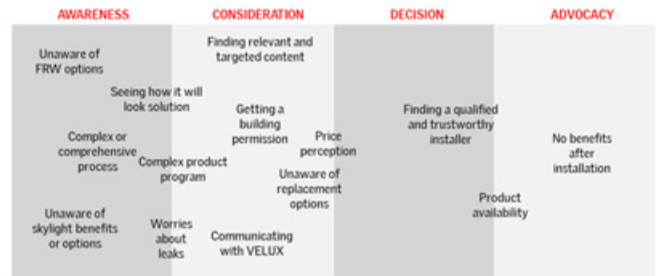 AWARENESS
CONSIDERATION
DECISION
ADVOCACY
Unaware of
FRW options
Finding relevant and
targeted content
Seeing how it will
look solution
Getting a
building
permission
Finding a qualified
and trustworthy
installer
Complex or
comprehensive
process
Price
perception
No benefits
after
installation
Complex product
program
Unaware of
replacement
options
Product
availability
Unaware of
skylight benefits
or options
Worries
about
leaks
Communicating
with VELUX